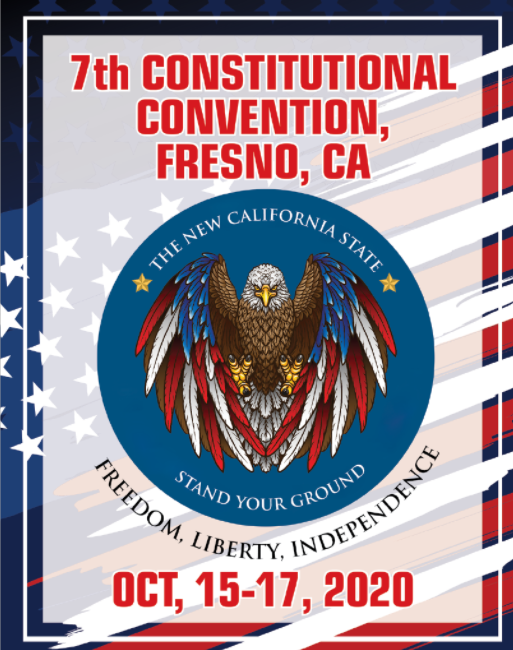 7th CONSTITUTIONAL
CONVENTION,
FRESNO, CA
THE NEW CALIFORNIA STATE
STAND YOUR GROUND
FREEDOM, LIBERTY, INDEPENDENCE
OCT, 15-17, 2020